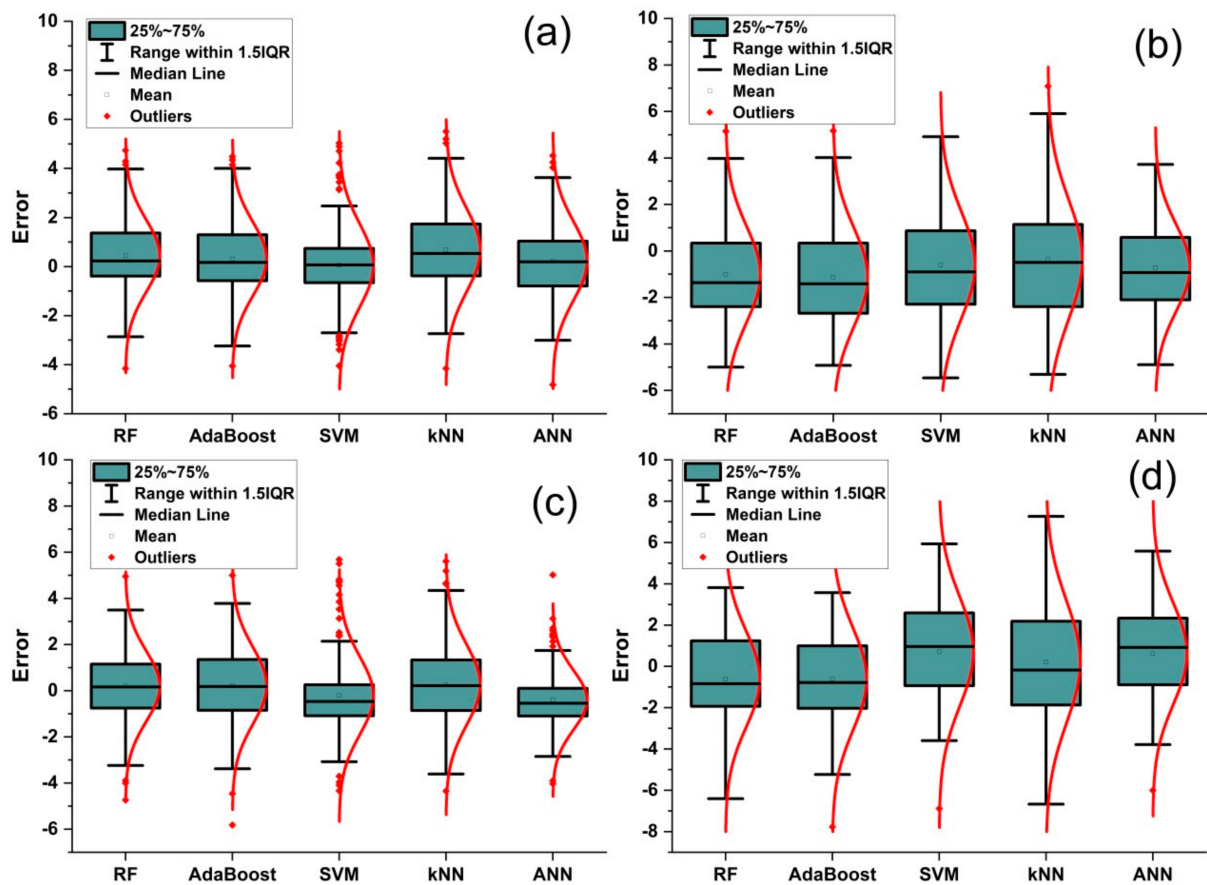 (a)
25%~75%
Range within 1.5IQR
Median Line
Mean
Outliers
10
8
6
4
2
0
-2
-4
-6
Error
RF AdaBoost SVM kNN ANN
(b)
25%~75%
Range within 1.5IQR
Median Line
Mean
Outliers
10
8
6
4
2
0
-2
-4
-6
Error
RF AdaBoost SVM kNN ANN
(c)
25%~75%
Range within 1.5IQR
Median Line
Mean
Outliers
10
8
6
4
2
0
-2
-4
-6
Error
RF AdaBoost SVM kNN ANN
(d)
25%~75%
Range within 1.5IQR
Median Line
Mean
Outliers
10
8
6
4
2
0
-2
-4
-6
-8
Error
RF AdaBoost SVM kNN ANN